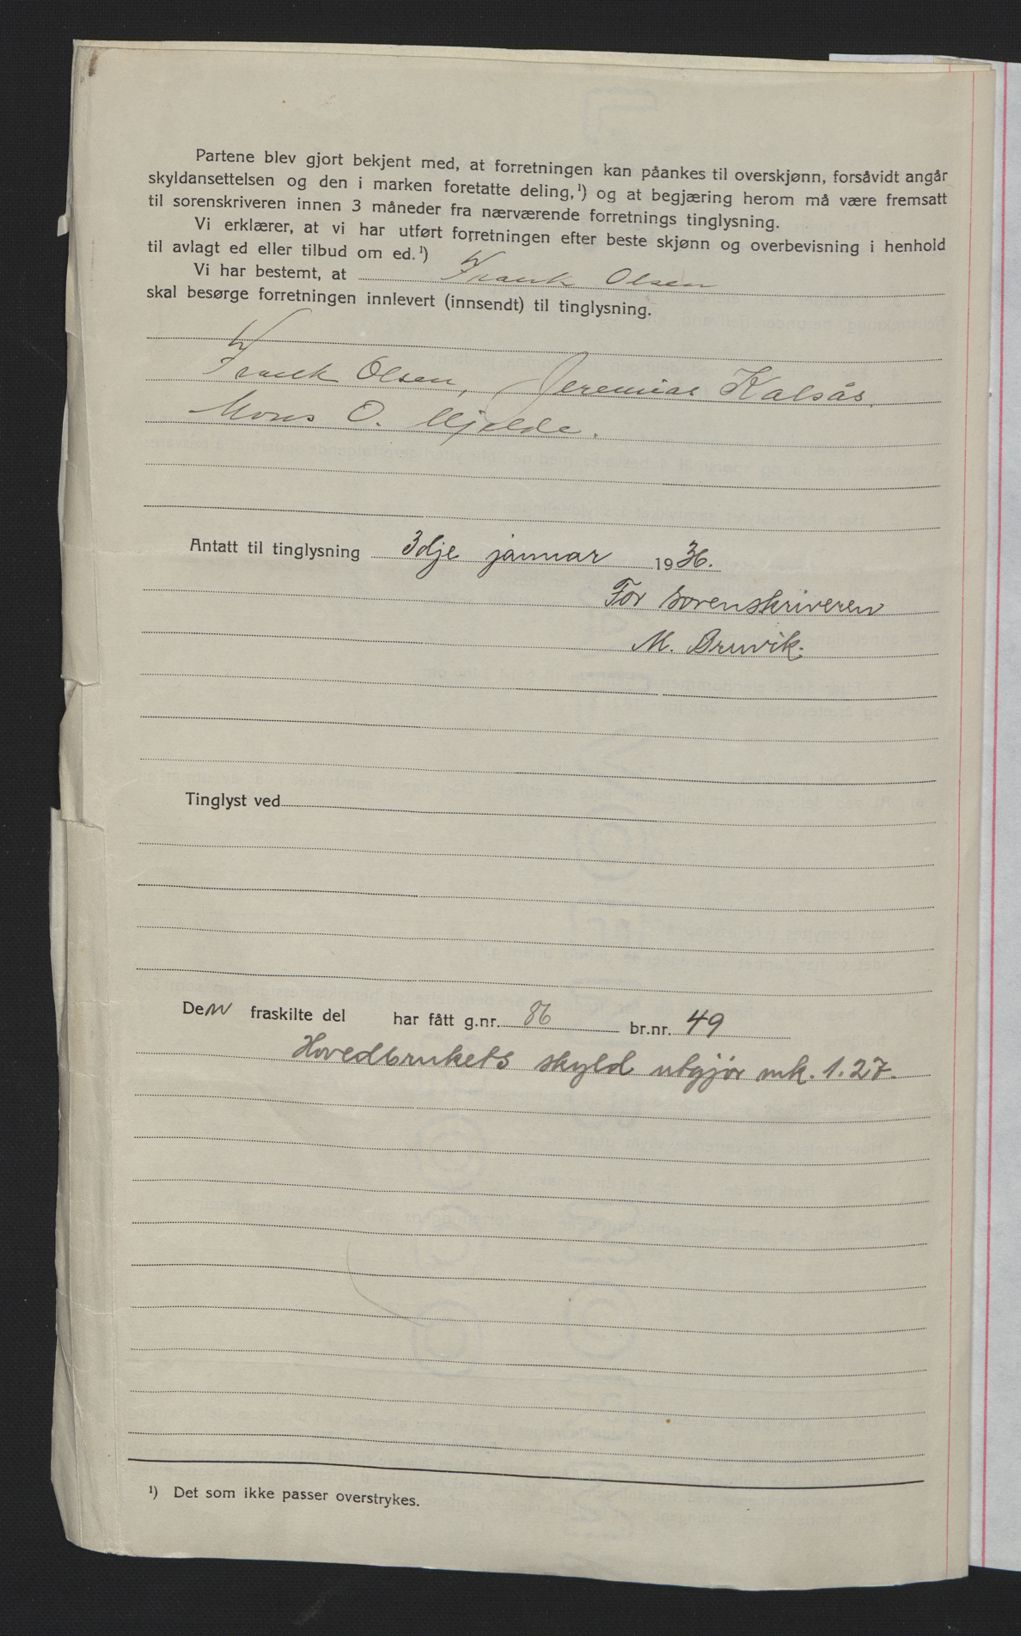 Partene blev gjort bekjent med, at forretningen kan påankes til overskjønn, forsåvidt angår
skyldansettelsen og den i marken foretatte deling,¹) og at begjæring herom må være fremsatt
til sorenskriveren innen 3 måneder fra nærværende forretnings tinglysning.
Vi erklærer, at vi har utført forretningen efter beste skjønn og overbevisning i henhold
til avlagt ed eller tilbud om ed.¹)
Vi har bestemt, at Frank Olsen
skal besørge forretningen innlevert (innsendt) til tinglysning.
Frank Olsen, Jeremias Kalsås.
Mons O. Mjelde.
Antatt til tinglysning 3dje januar 1936.
For sorenskriveren
M. Bruvik.
Tinglyst ved
Den fraskilte del har fått g.nr. 86 br.nr. 49
Hovedbrukets skyld utgjør mk. 1.27.
¹) Det som ikke passer overstrykes.